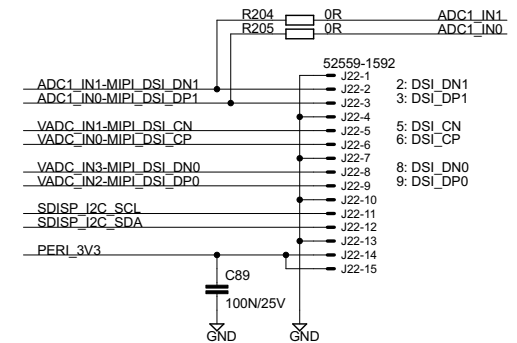 R204 0R ADC1_IN1
R205 0R ADC1_IN0
52559-1592
J22-1
ADC1_IN1-MIPI_DSI_DN1 J22-2 2: DSI_DN1
ADC1_IN0-MIPI_DSI_DP1 J22-3 3: DSI_DP1
J22-4
VADC_IN1-MIPI_DSI_CN J22-5 5: DSI_CN
VADC_IN0-MIPI_DSI_CP J22-6 6: DSI_CP
J22-7
VADC_IN3-MIPI_DSI_DN0 J22-8 8: DSI_DN0
VADC_IN2-MIPI_DSI_DP0 J22-9 9: DSI_DP0
J22-10
SDISP_I2C_SCL J22-11
SDISP_I2C_SDA J22-12
J22-13
PERI_3V3 J22-14
J22-15
C89
100N/25V
GND GND